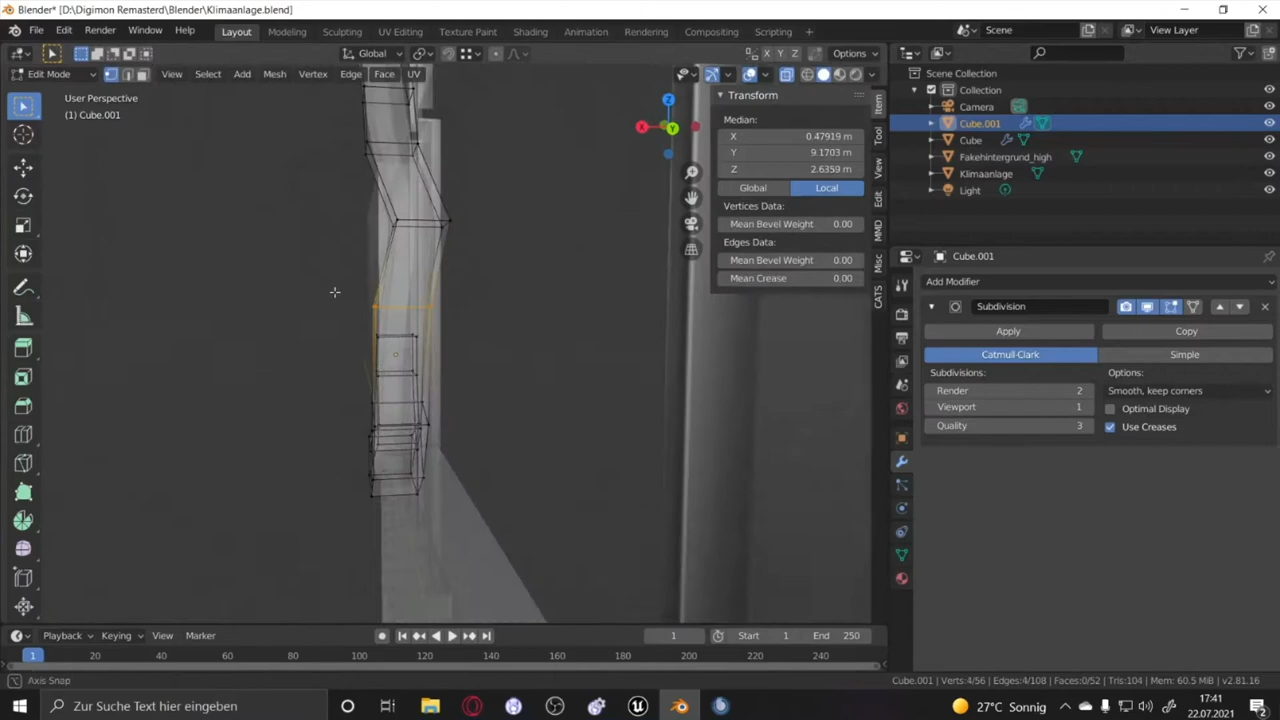 Blender* [D:\Digimon Remasterd\Blender\Klimaanlage.blend]
File Edit Render Window Help Layout Modeling Sculpting UV Editing Texture Paint Shading Animation Rendering Compositing Scripting Scene View Layer
Global Options
X Y Z
Edit Mode View Select Add Mesh Vertex Edge Face UV
User Perspective
(1) Cube.001
Z
X
Y
Transform
Median:
X 0.47919 m
Y 9.1703 m
Z 2.6359 m
Global Local
Vertices Data:
Mean Bevel Weight 0.00
Edges Data:
Mean Bevel Weight 0.00
Mean Crease 0.00
Item
Tool
View
Edit
MMD
Misc
CATS
Scene Collection
Collection
Camera
Cube.001
Cube
Fakehintergrund_high
Klimaanlage
Light
Cube.001
Add Modifier
Subdivision
Apply Copy
Catmull-Clark Simple
Subdivisions: Options:
Render 2 Smooth, keep corners
Viewport 1 Optimal Display
Quality 3 Use Creases
Playback Keying View Marker 1 Start 1 End 250
1 20 40 60 80 100 120 140 160 180 200 220 240
Axis Snap
Cube.001 | Verts:4/56 | Edges:4/108 | Faces:0/52 | Tris:104 | Mem: 60.5 MiB | v2.81.16
Zur Suche Text hier eingeben
27°C Sonnig
17:41
22.07.2021
2